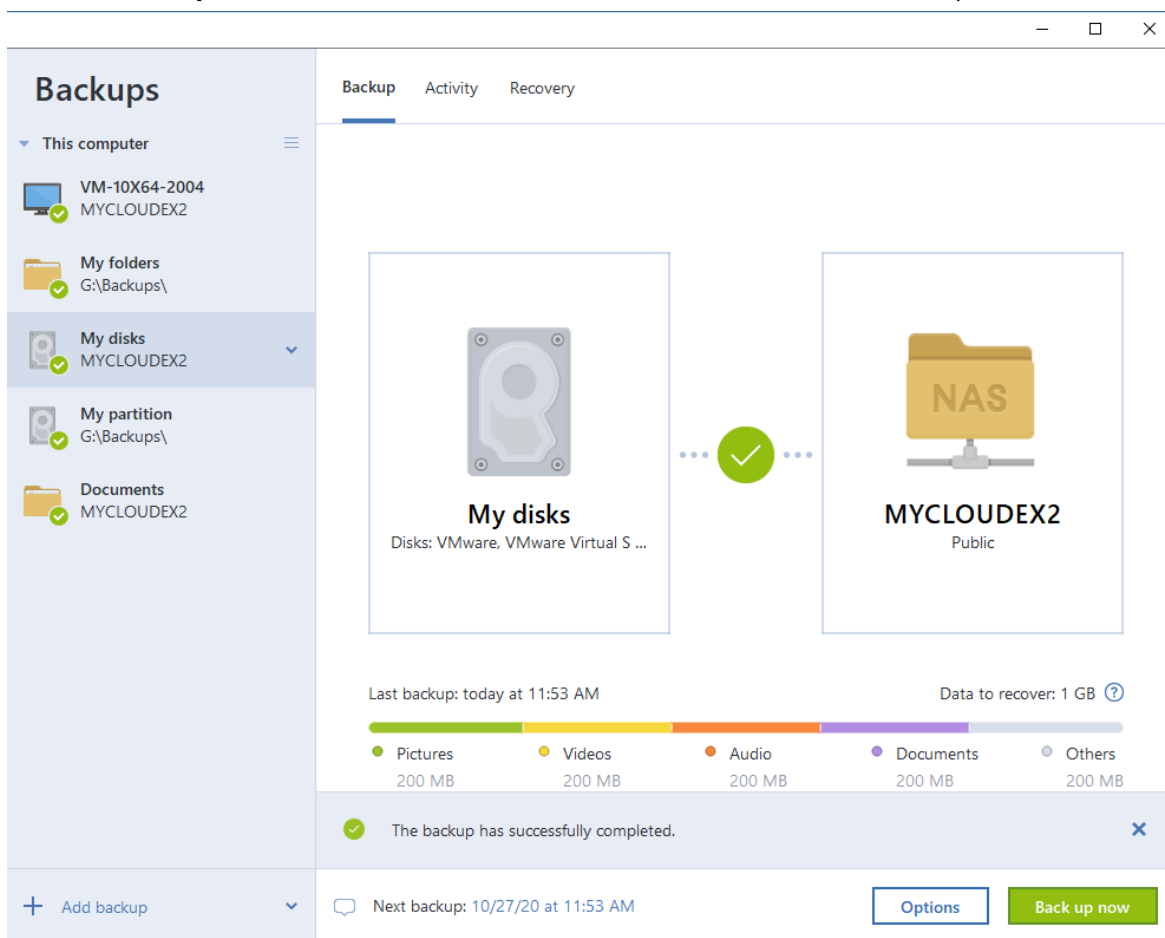 Backups
This computer
VM-10X64-2004
MYCLOUDEX2
My folders
G:\Backups\
My disks
MYCLOUDEX2
My partition
G:\Backups\
Documents
MYCLOUDEX2
Add backup
Backup Activity Recovery
NAS
My disks
Disks: VMware, VMware Virtual S ...
MYCLOUDEX2
Public
Last backup: today at 11:53 AM
Data to recover: 1 GB ?
Pictures Videos Audio Documents Others
200 MB 200 MB 200 MB 200 MB 200 MB
The backup has successfully completed.
Next backup: 10/27/20 at 11:53 AM
Options
Back up now